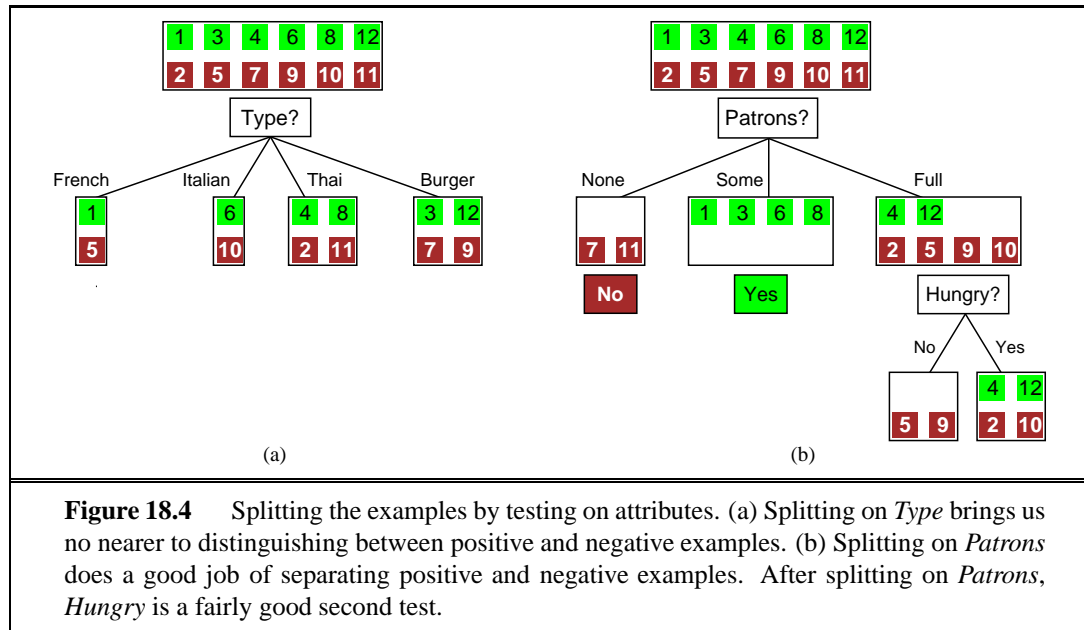 1 3 4 6 8 12
2 5 7 9 10 11
Type?
French Italian Thai Burger
1 6 4 8 3 12
5 10 2 11 7 9
(a)
1 3 4 6 8 12
2 5 7 9 10 11
Patrons?
None Some Full
1 3 6 8 4 12
7 11 2 5 9 10
No Yes Hungry?
No Yes
4 12
5 9 2 10
(b)
Figure 18.4 Splitting the examples by testing on attributes. (a) Splitting on Type brings us
no nearer to distinguishing between positive and negative examples. (b) Splitting on Patrons
does a good job of separating positive and negative examples. After splitting on Patrons,
Hungry is a fairly good second test.